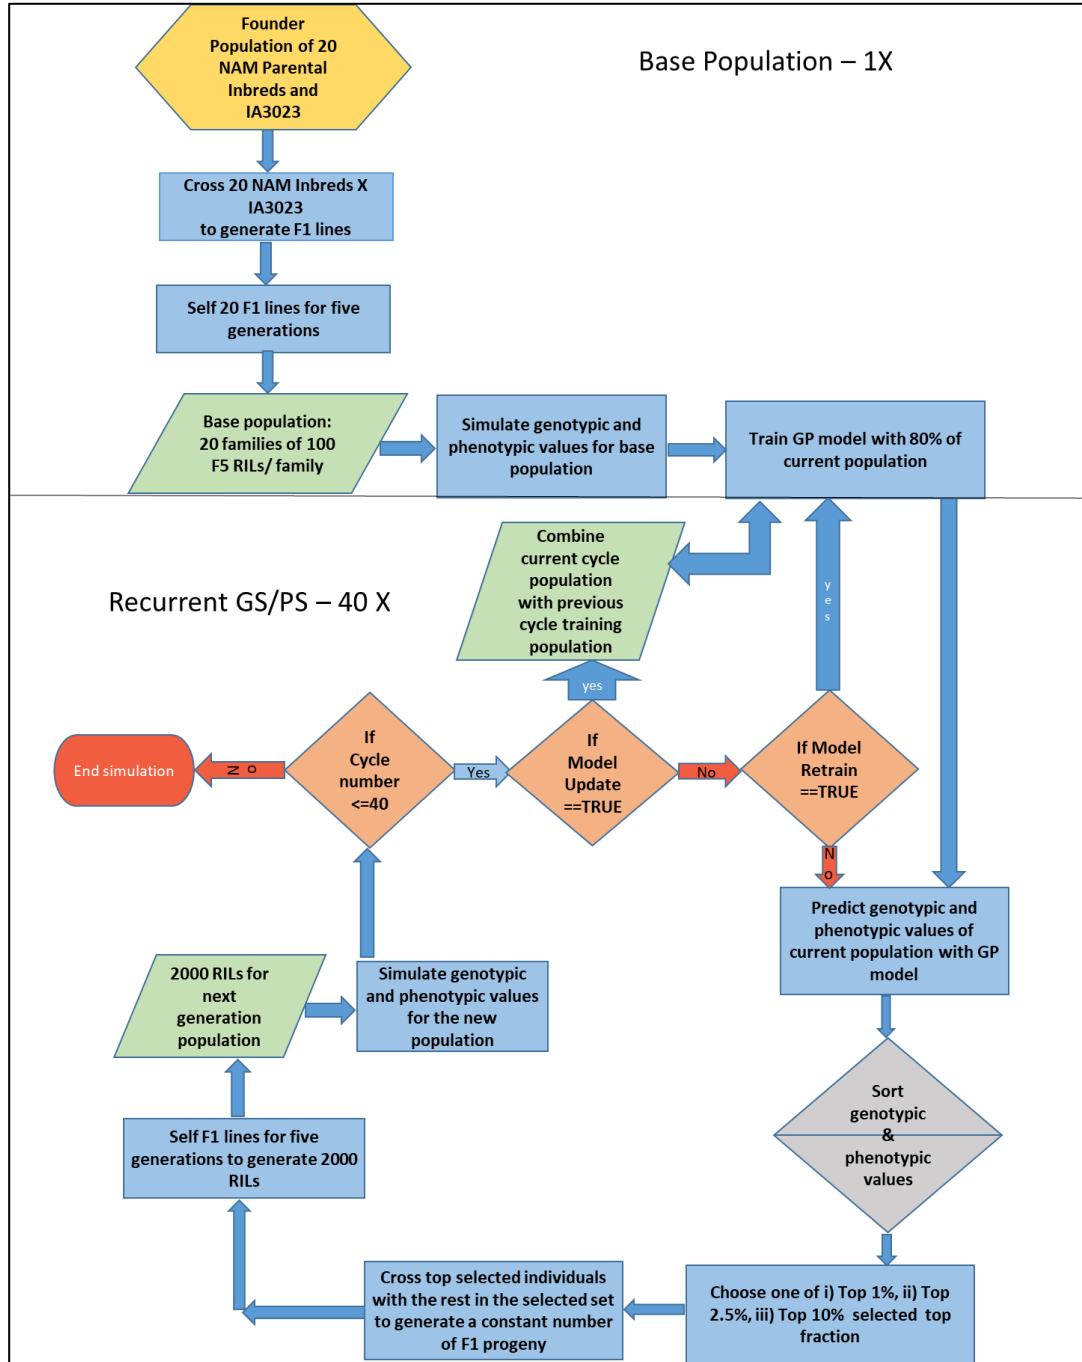 Founder
Population of 20
NAM Parental
Inbreds and
IA3023
Base Population – 1X
Cross 20 NAM Inbreds X
IA3023
to generate F1 lines
Self 20 F1 lines for five
generations
Base population:
20 families of 100
F5 RILs/ family
Simulate genotypic and
phenotypic values for base
population
Train GP model with 80% of
current population
Combine
current cycle
population
with previous
cycle training
population
yes
Recurrent GS/PS – 40 X
yes
End simulation
No
If
Cycle
number
<=40
Yes
If
Model
Update
==TRUE
No
If Model
Retrain
==TRUE
No
Predict genotypic and
phenotypic values of
current population with GP
model
2000 RILs for
next
generation
population
Simulate genotypic
and phenotypic values
for the new
population
Sort
genotypic
&
phenotypic
values
Self F1 lines for five
generations to generate 2000
RILs
Cross top selected individuals
with the rest in the selected set
to generate a constant number
of F1 progeny
Choose one of i) Top 1%, ii) Top
2.5%, iii) Top 10% selected top
fraction